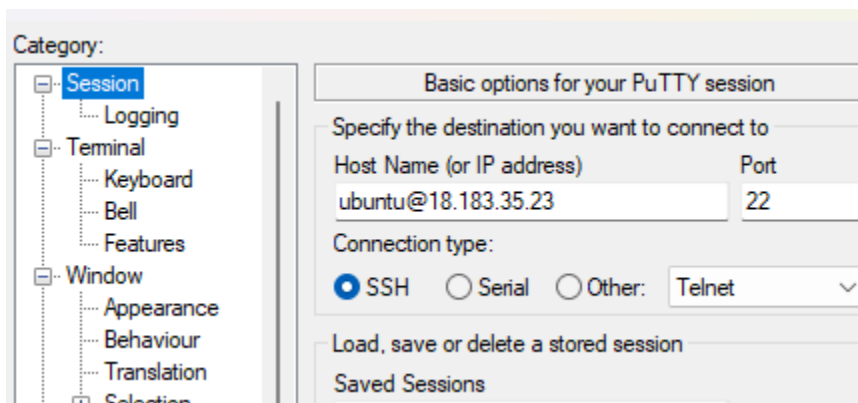 Category:
Session
Logging
Terminal
Keyboard
Bell
Features
Window
Appearance
Behaviour
Translation
Selection
Basic options for your PuTTY session
Specify the destination you want to connect to
Host Name (or IP address) Port
ubuntu@18.183.35.23 22
Connection type:
SSH Serial Other: Telnet
Load, save or delete a stored session
Saved Sessions